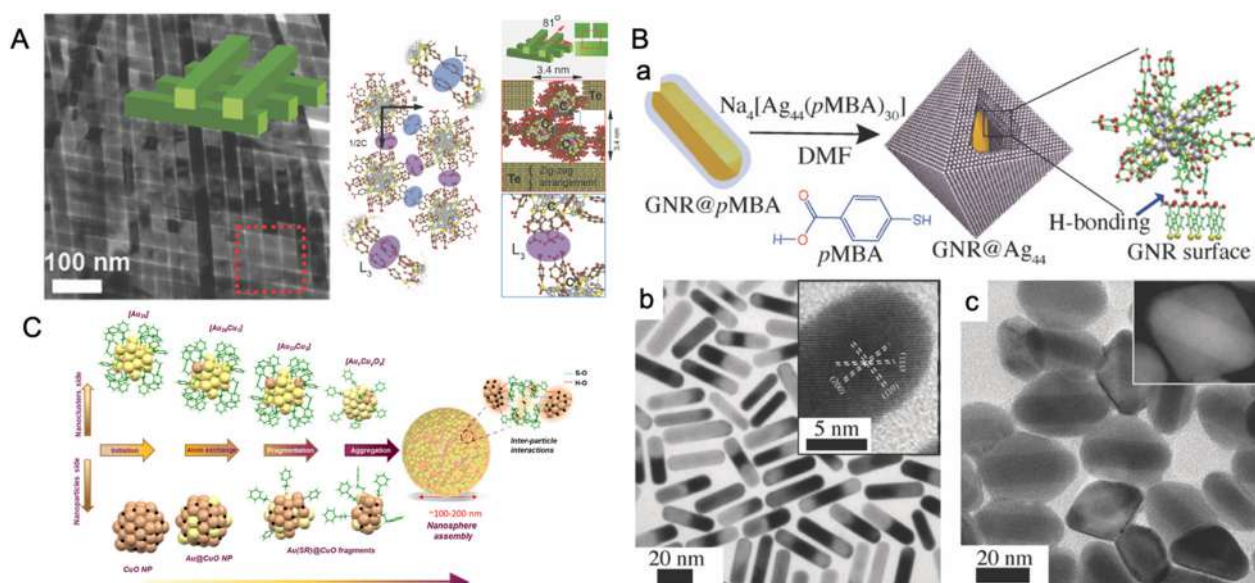 A
100 nm
L₂
1/2C
L₃
81°
3.4 nm
Te
C
C
3.4 nm
Te
Zig-zag
arrangement
C
L₃
C
B
a
Na₄[Ag₄₄(pMBA)₃₀]
DMF
GNR@pMBA
O
H-O
SH
pMBA
GNR@Ag₄₄
H-bonding
GNR surface
b
5 nm
20 nm
c
20 nm
C
Nanoclusters
side
Nanoparticles
side
Initiation
Atom exchange
Fragmentation
Aggregation
S-O
H-O
Inter-particle
interactions
~100-200 nm
Nanosphere
assembly
CuO NP
Au@CuO NP
Au(SR)@CuO fragments